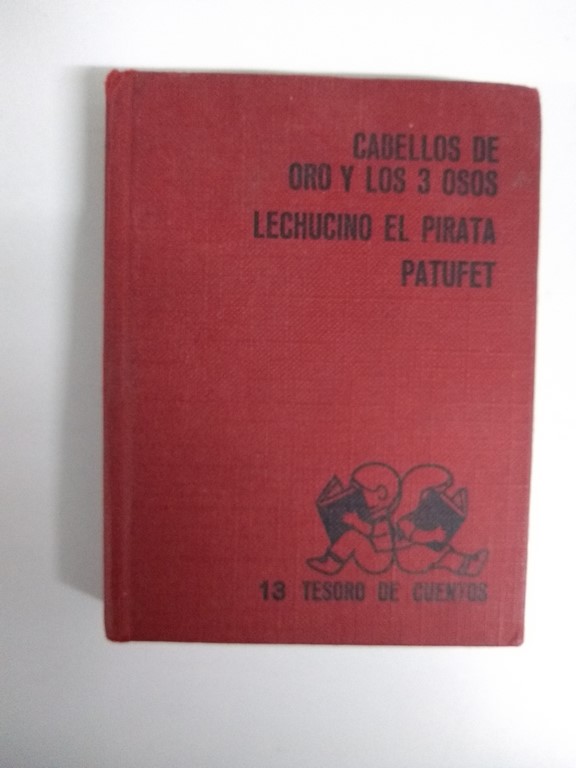 CABELLOS DE
ORO Y LOS 3 OSOS
LECHUCINO EL PIRATA
PATUFET
13 TESORO DE CUENTOS